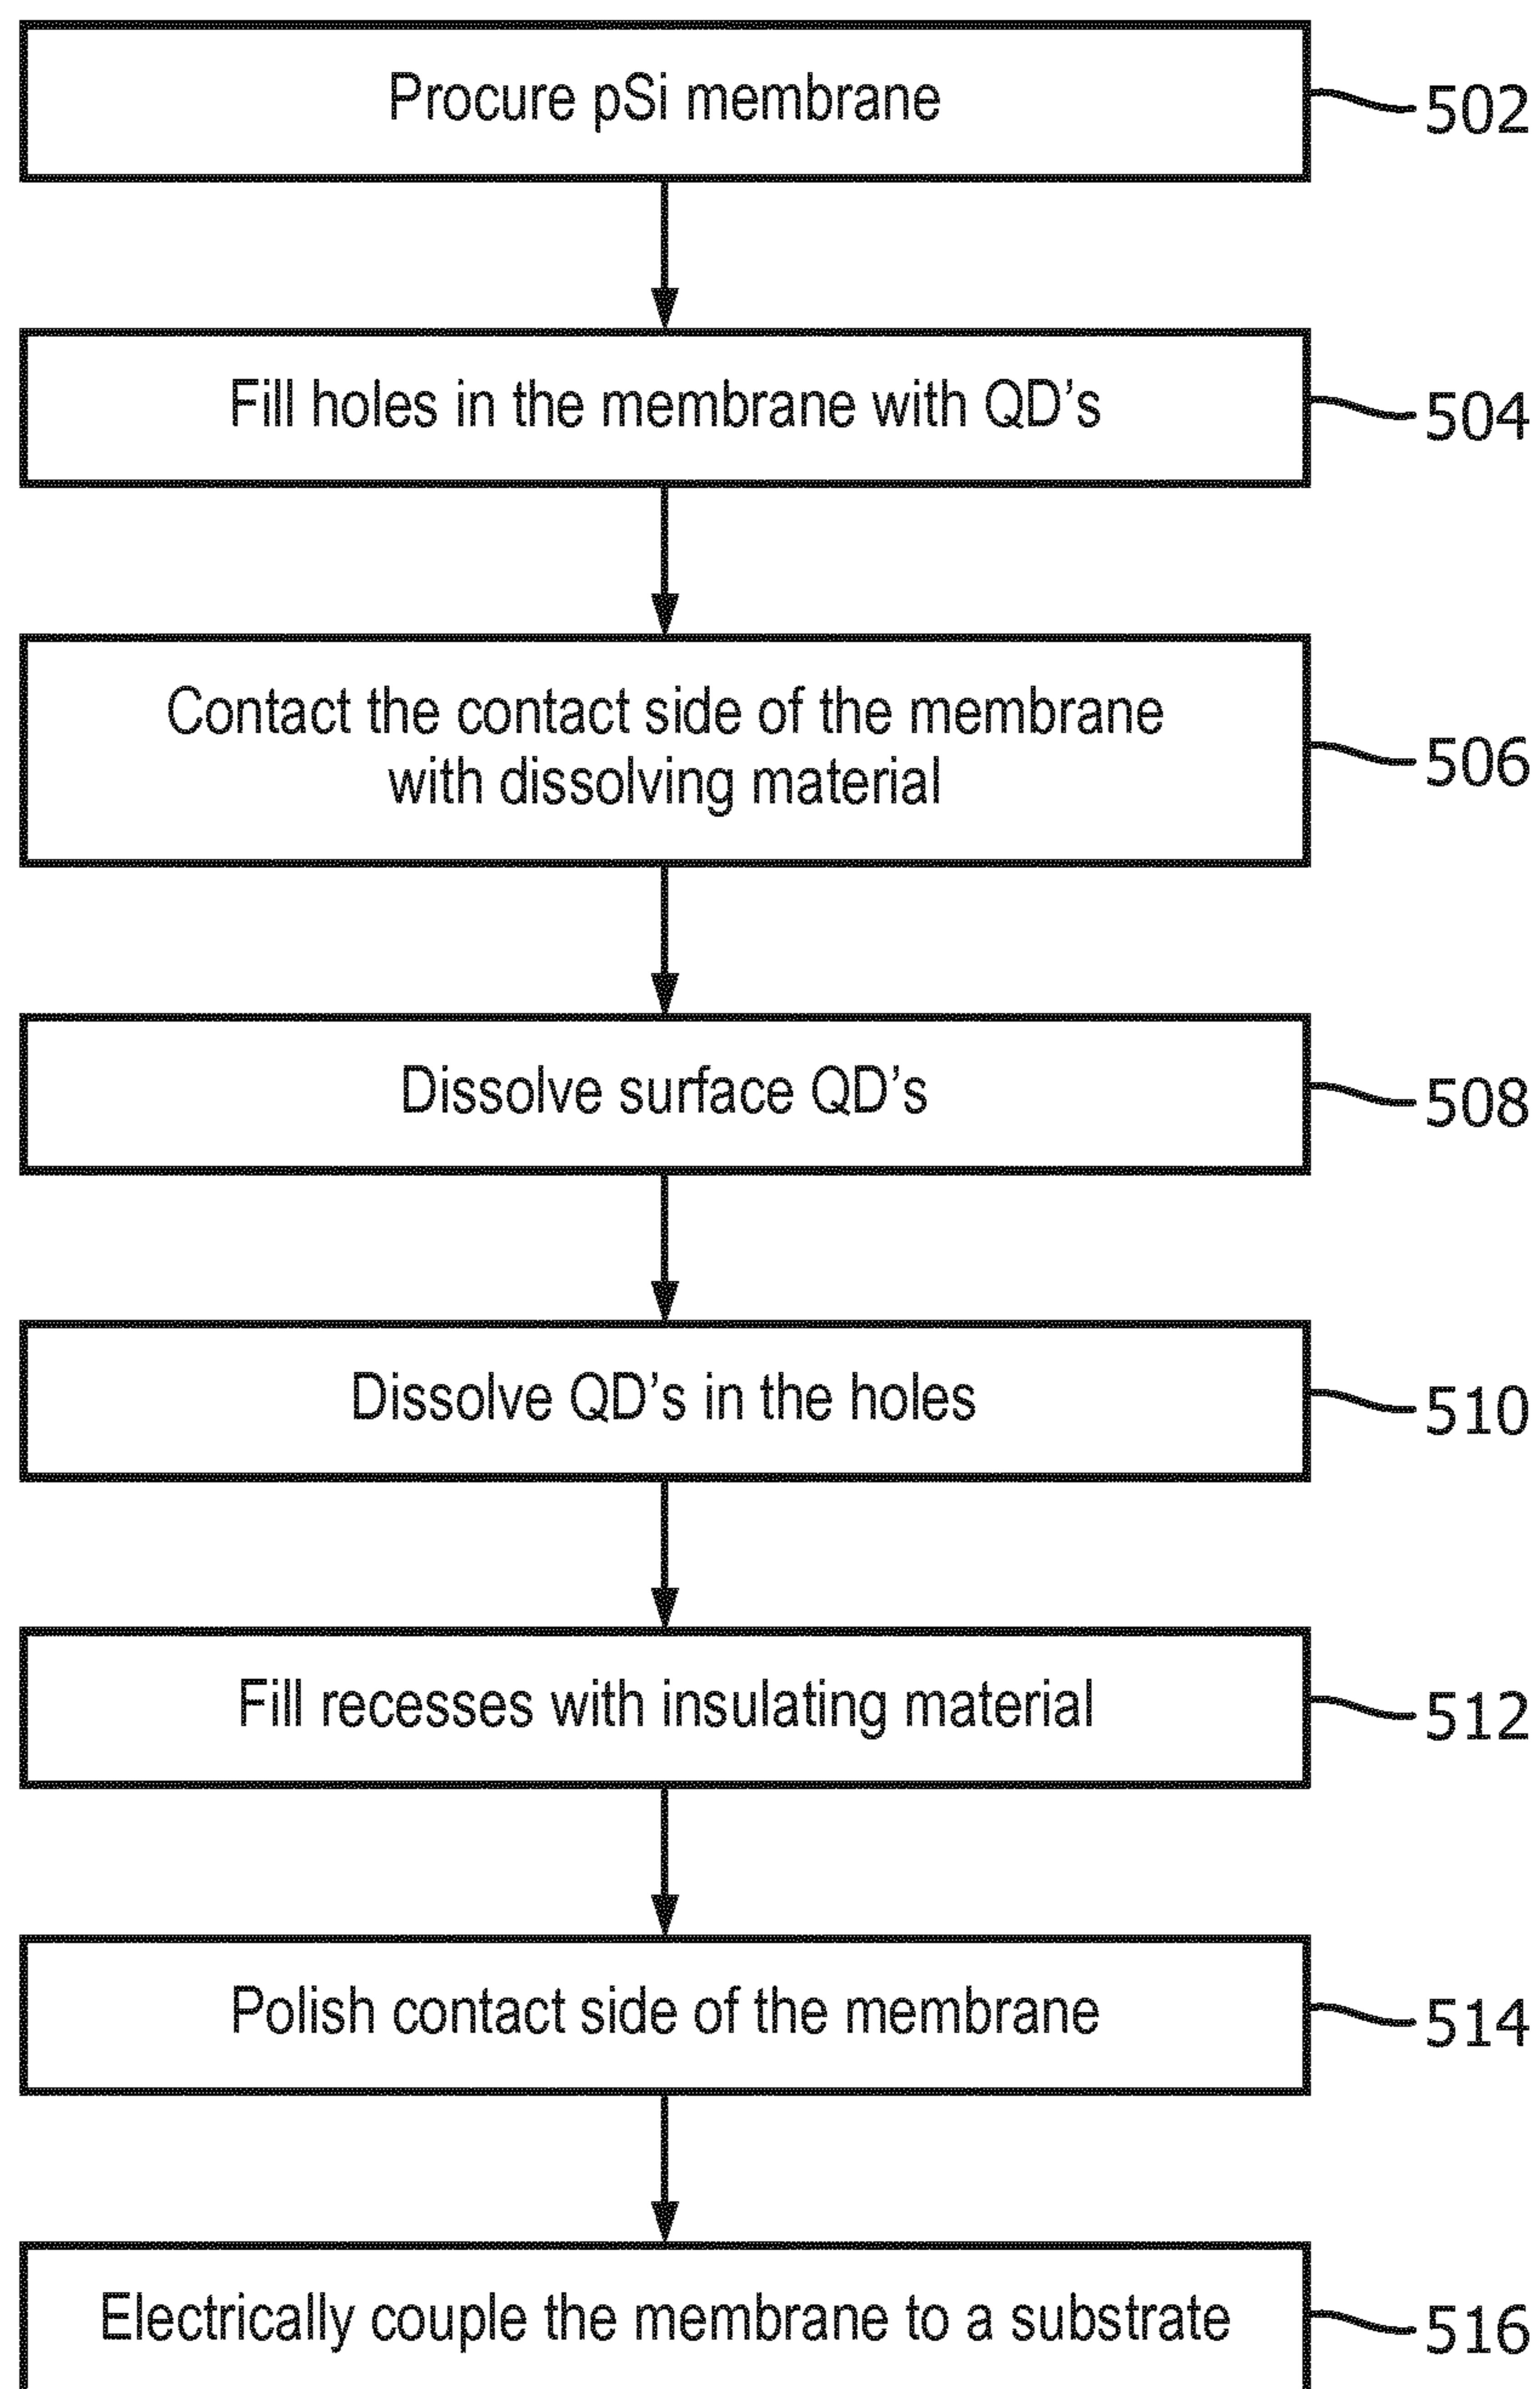 Procure pSi membrane
502
Fill holes in the membrane with QD's
504
Contact the contact side of the membrane
with dissolving material
506
Dissolve surface QD's
508
Dissolve QD's in the holes
510
Fill recesses with insulating material
512
Polish contact side of the membrane
514
Electrically couple the membrane to a substrate
516